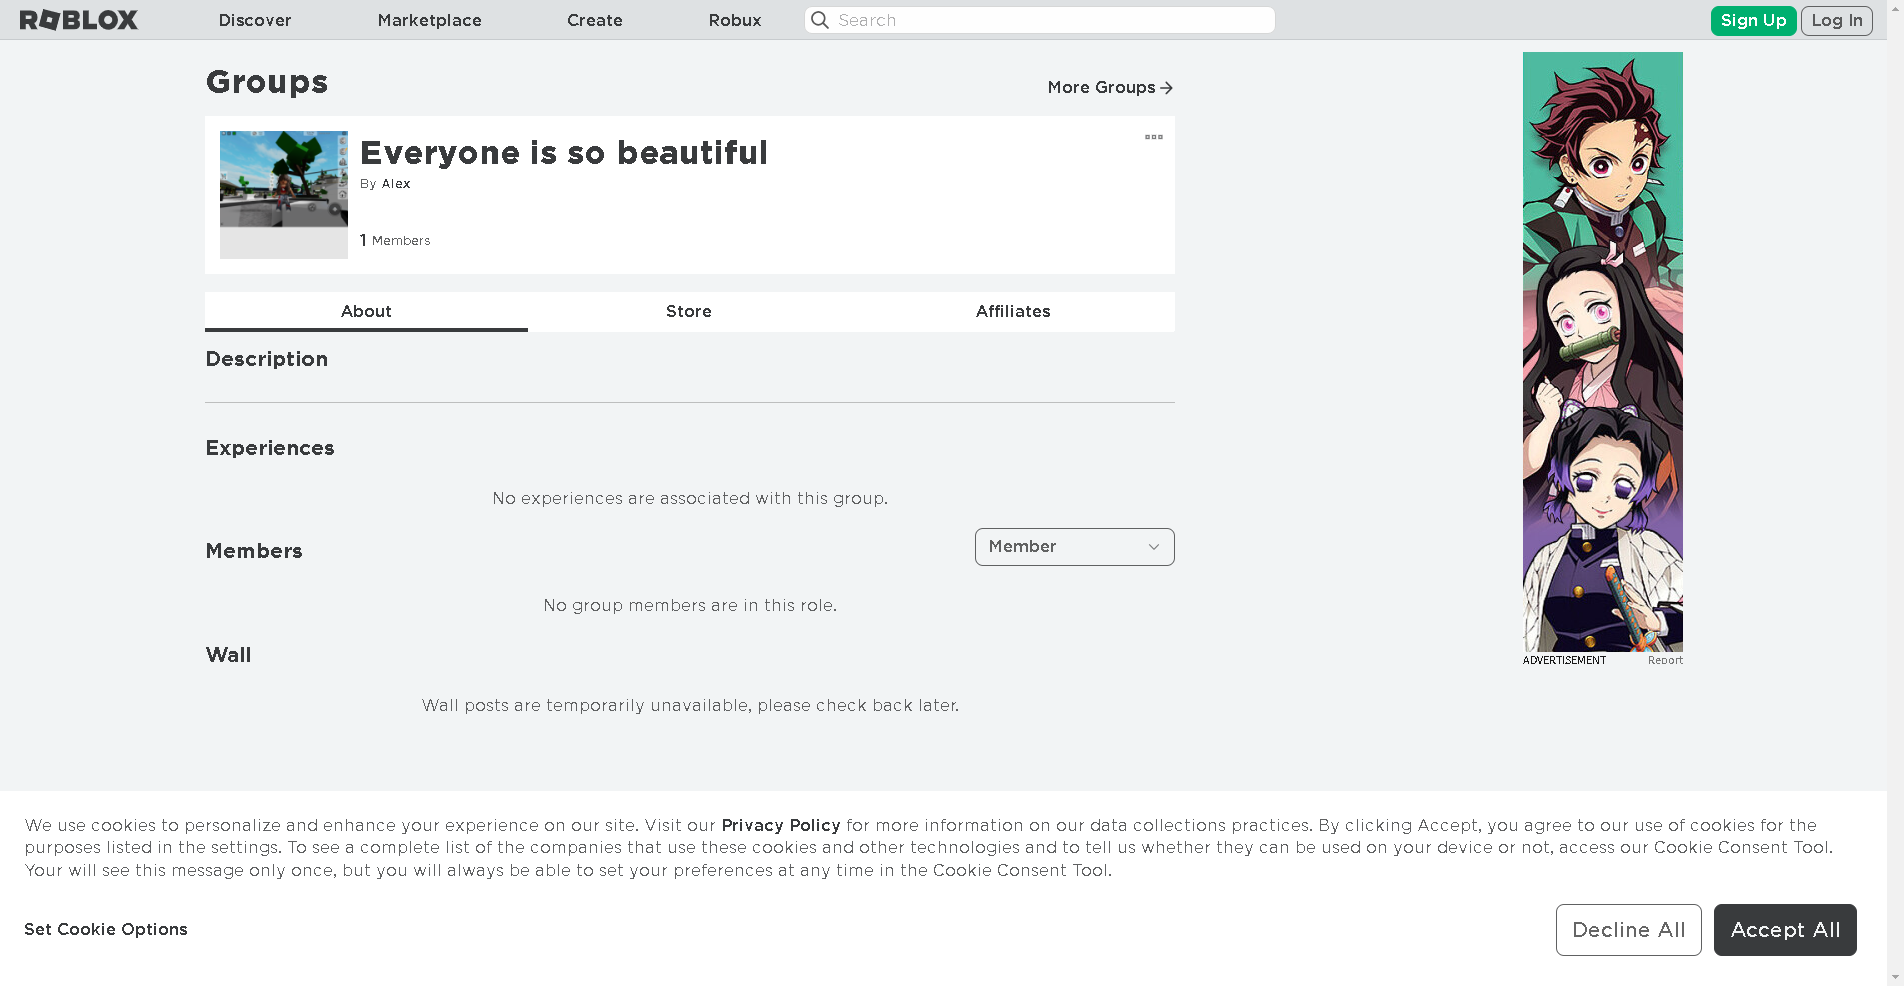 ROBLOX Discover Marketplace Create Robux Search Sign Up Log In
Groups
More Groups
Everyone is so beautiful
By Alex
1 Members
About Store Affiliates
Description
Experiences
No experiences are associated with this group.
Members
Member
No group members are in this role.
Wall
Wall posts are temporarily unavailable, please check back later.
ADVERTISEMENT Report
We use cookies to personalize and enhance your experience on our site. Visit our Privacy Policy for more information on our data collections practices. By clicking Accept, you agree to our use of cookies for the
purposes listed in the settings. To see a complete list of the companies that use these cookies and other technologies and to tell us whether they can be used on your device or not, access our Cookie Consent Tool.
Your will see this message only once, but you will always be able to set your preferences at any time in the Cookie Consent Tool.
Set Cookie Options
Decline All
Accept All